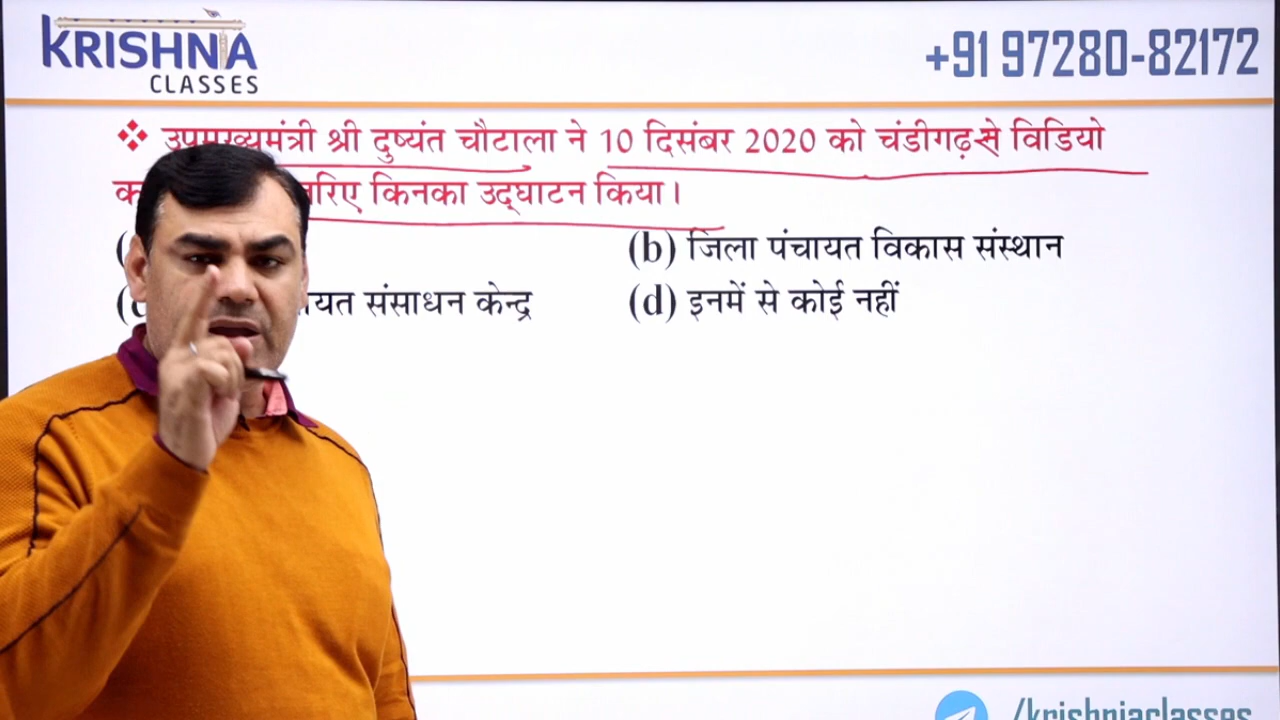 KRISHNA
CLASSES
+91 97280-82172
❖ उपमुख्यमंत्री श्री दुष्यंत चौटाला ने 10 दिसंबर 2020 को चंडीगढ़ से विडियो
किनका उद्घाटन किया।
(b) जिला पंचायत विकास संस्थान
संसाधन केन्द्र
(d) इनमें से कोई नहीं
/krishniaclasses